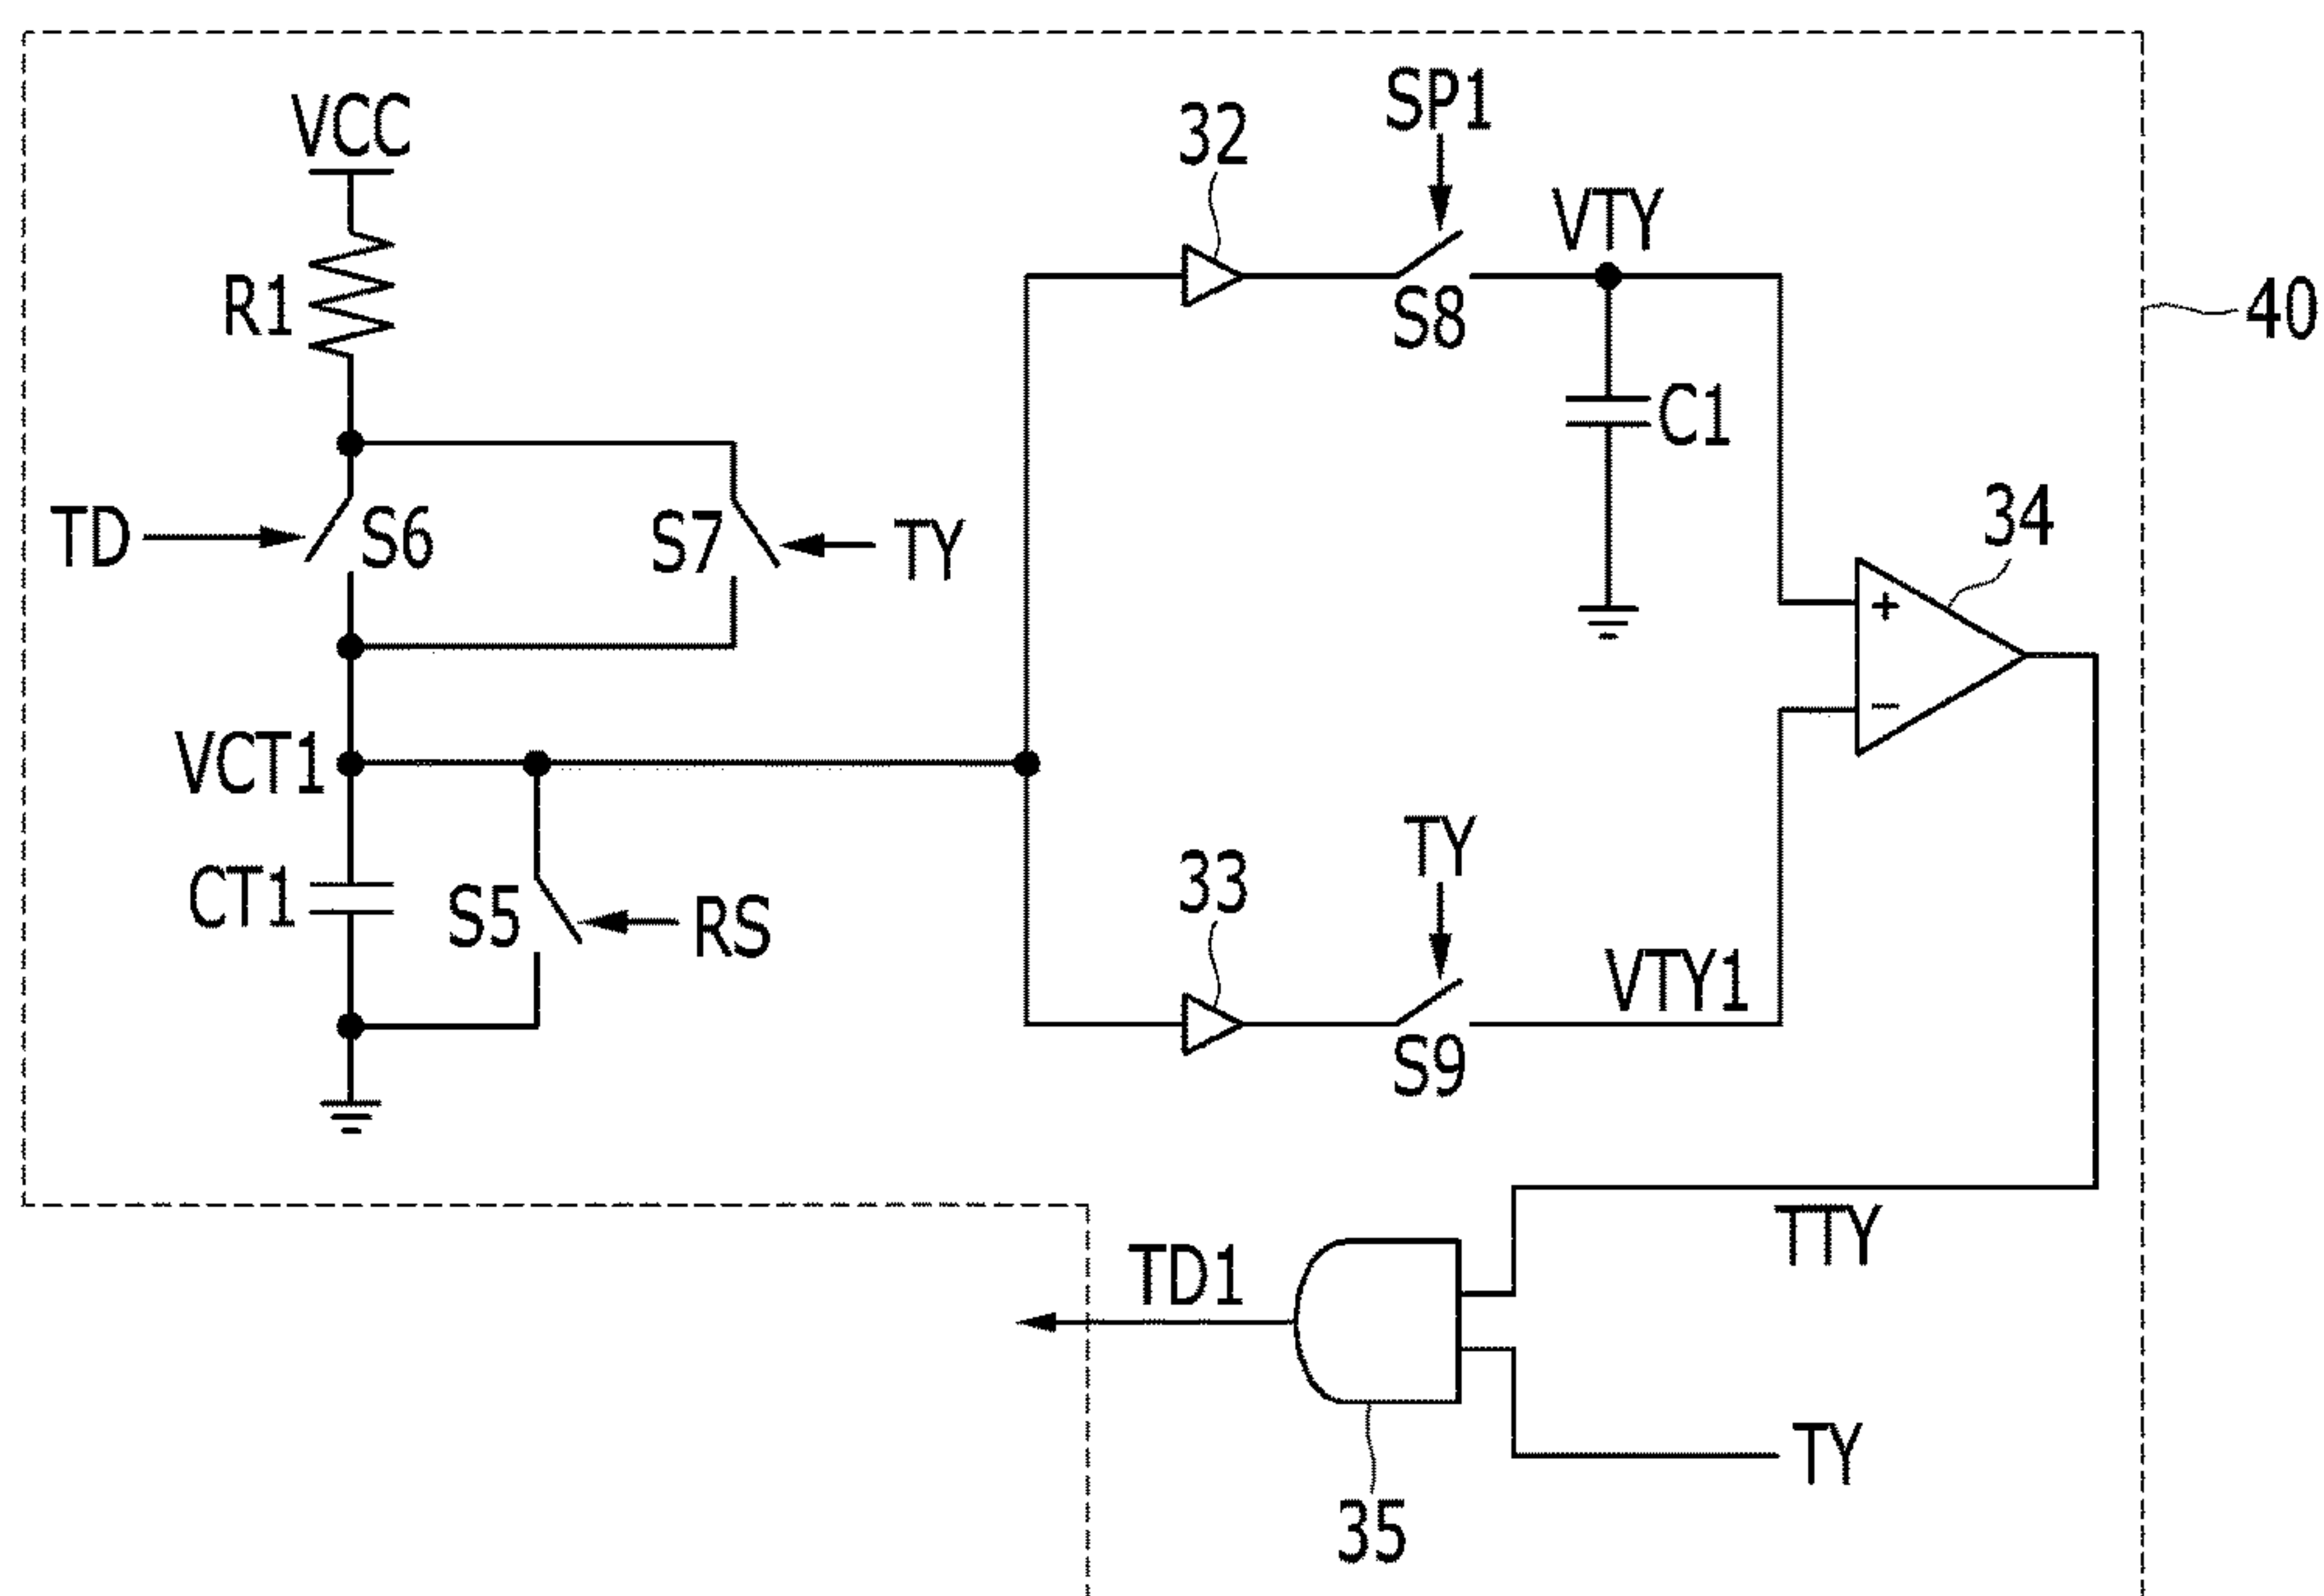 VCC
SP1
32
VTY
R1
S8
40
C1
TD
S6
S7
TY
34
+
VCT1
−
TY
CT1
S5
RS
33
VTY1
S9
TTY
TD1
TY
35